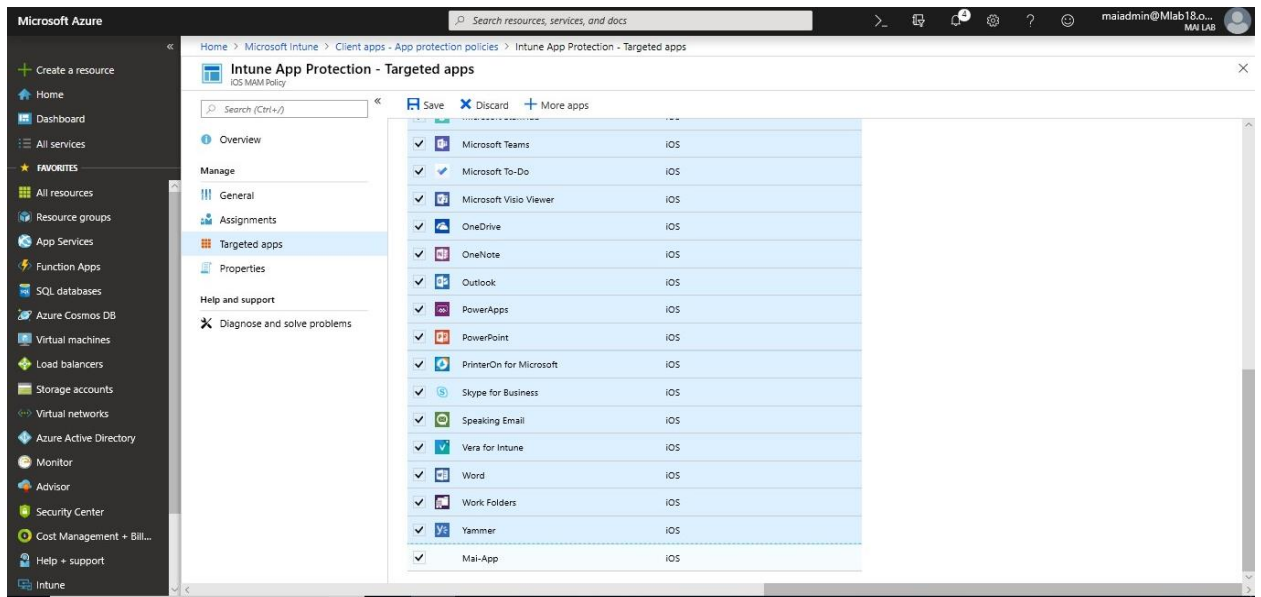 Microsoft Azure
Search resources, services, and docs
4
maiadmin@Mlab18.o...
MAI LAB
Home > Microsoft Intune > Client apps - App protection policies > Intune App Protection - Targeted apps
Create a resource
Home
Dashboard
All services
FAVORITES
All resources
Resource groups
App Services
Function Apps
SQL databases
Azure Cosmos DB
Virtual machines
Load balancers
Storage accounts
Virtual networks
Azure Active Directory
Monitor
Advisor
Security Center
Cost Management + Bill...
Help + support
Intune
Intune App Protection - Targeted apps
iOS MAM Policy
Search (Ctrl+/)
Overview
Manage
General
Assignments
Targeted apps
Properties
Help and support
Diagnose and solve problems
Save Discard More apps
Microsoft Teams iOS
Microsoft To-Do iOS
Microsoft Visio Viewer iOS
OneDrive iOS
OneNote iOS
Outlook iOS
PowerApps iOS
PowerPoint iOS
PrinterOn for Microsoft iOS
Skype for Business iOS
Speaking Email iOS
Vera for Intune iOS
Word iOS
Work Folders iOS
Yammer iOS
Mai-App iOS